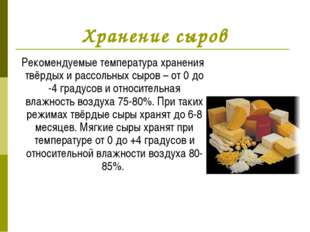 Хранение сыров
Рекомендуемые температура хранения
твёрдых и рассольных сыров – от 0 до
-4 градусов и относительная
влажность воздуха 75-80%. При таких
режимах твёрдые сыры хранят до 6-8
месяцев. Мягкие сыры хранят при
температуре от 0 до +4 градусов и
относительной влажности воздуха 80-
85%.